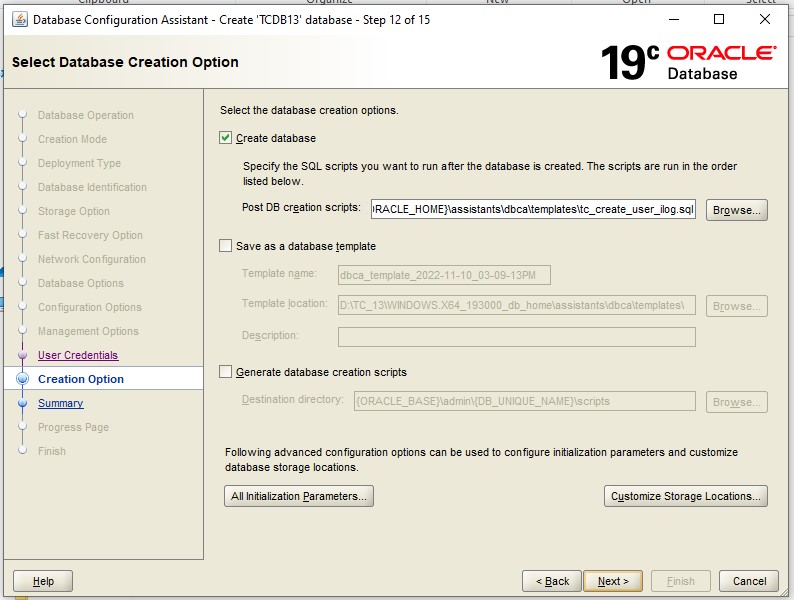 Database Configuration Assistant - Create 'TCDB13' database - Step 12 of 15
Select Database Creation Option
19c ORACLE
Database
Database Operation
Creation Mode
Deployment Type
Database Identification
Storage Option
Fast Recovery Option
Network Configuration
Database Options
Configuration Options
Management Options
User Credentials
Creation Option
Summary
Progress Page
Finish
Select the database creation options.
Create database
Specify the SQL scripts you want to run after the database is created. The scripts are run in the order
listed below.
Post DB creation scripts: RACLE_HOME}\assistants\dbca\templates\tc_create_user_ilog.sql Browse...
Save as a database template
Template name: dbca_template_2022-11-10_03-09-13PM
Template location: D:\TC_13\WINDOWS.X64_193000_db_home\assistants\dbca\templates\ Browse...
Description:
Generate database creation scripts
Destination directory: {ORACLE_BASE}\admin\{DB_UNIQUE_NAME}\scripts Browse...
Following advanced configuration options can be used to configure initialization parameters and customize
database storage locations.
All Initialization Parameters... Customize Storage Locations...
Help < Back Next > Finish Cancel